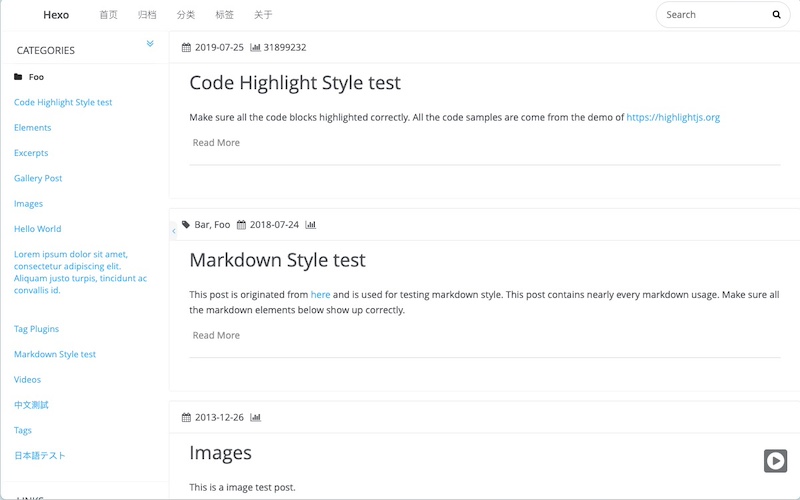 Hexo 首页 归档 分类 标签 关于 Search
CATEGORIES
Foo
Code Highlight Style test
Elements
Excerpts
Gallery Post
Images
Hello World
Lorem ipsum dolor sit amet,
consectetur adipiscing elit.
Aliquam justo turpis, tincidunt ac
convallis id.
Tag Plugins
Markdown Style test
Videos
中文測試
Tags
日本語テスト
LINKS
2019-07-25 31899232
Code Highlight Style test
Make sure all the code blocks highlighted correctly. All the code samples are come from the demo of https://highlightjs.org
Read More
Bar, Foo 2018-07-24
Markdown Style test
This post is originated from here and is used for testing markdown style. This post contains nearly every markdown usage. Make sure all
the markdown elements below show up correctly.
Read More
2013-12-26
Images
This is a image test post.